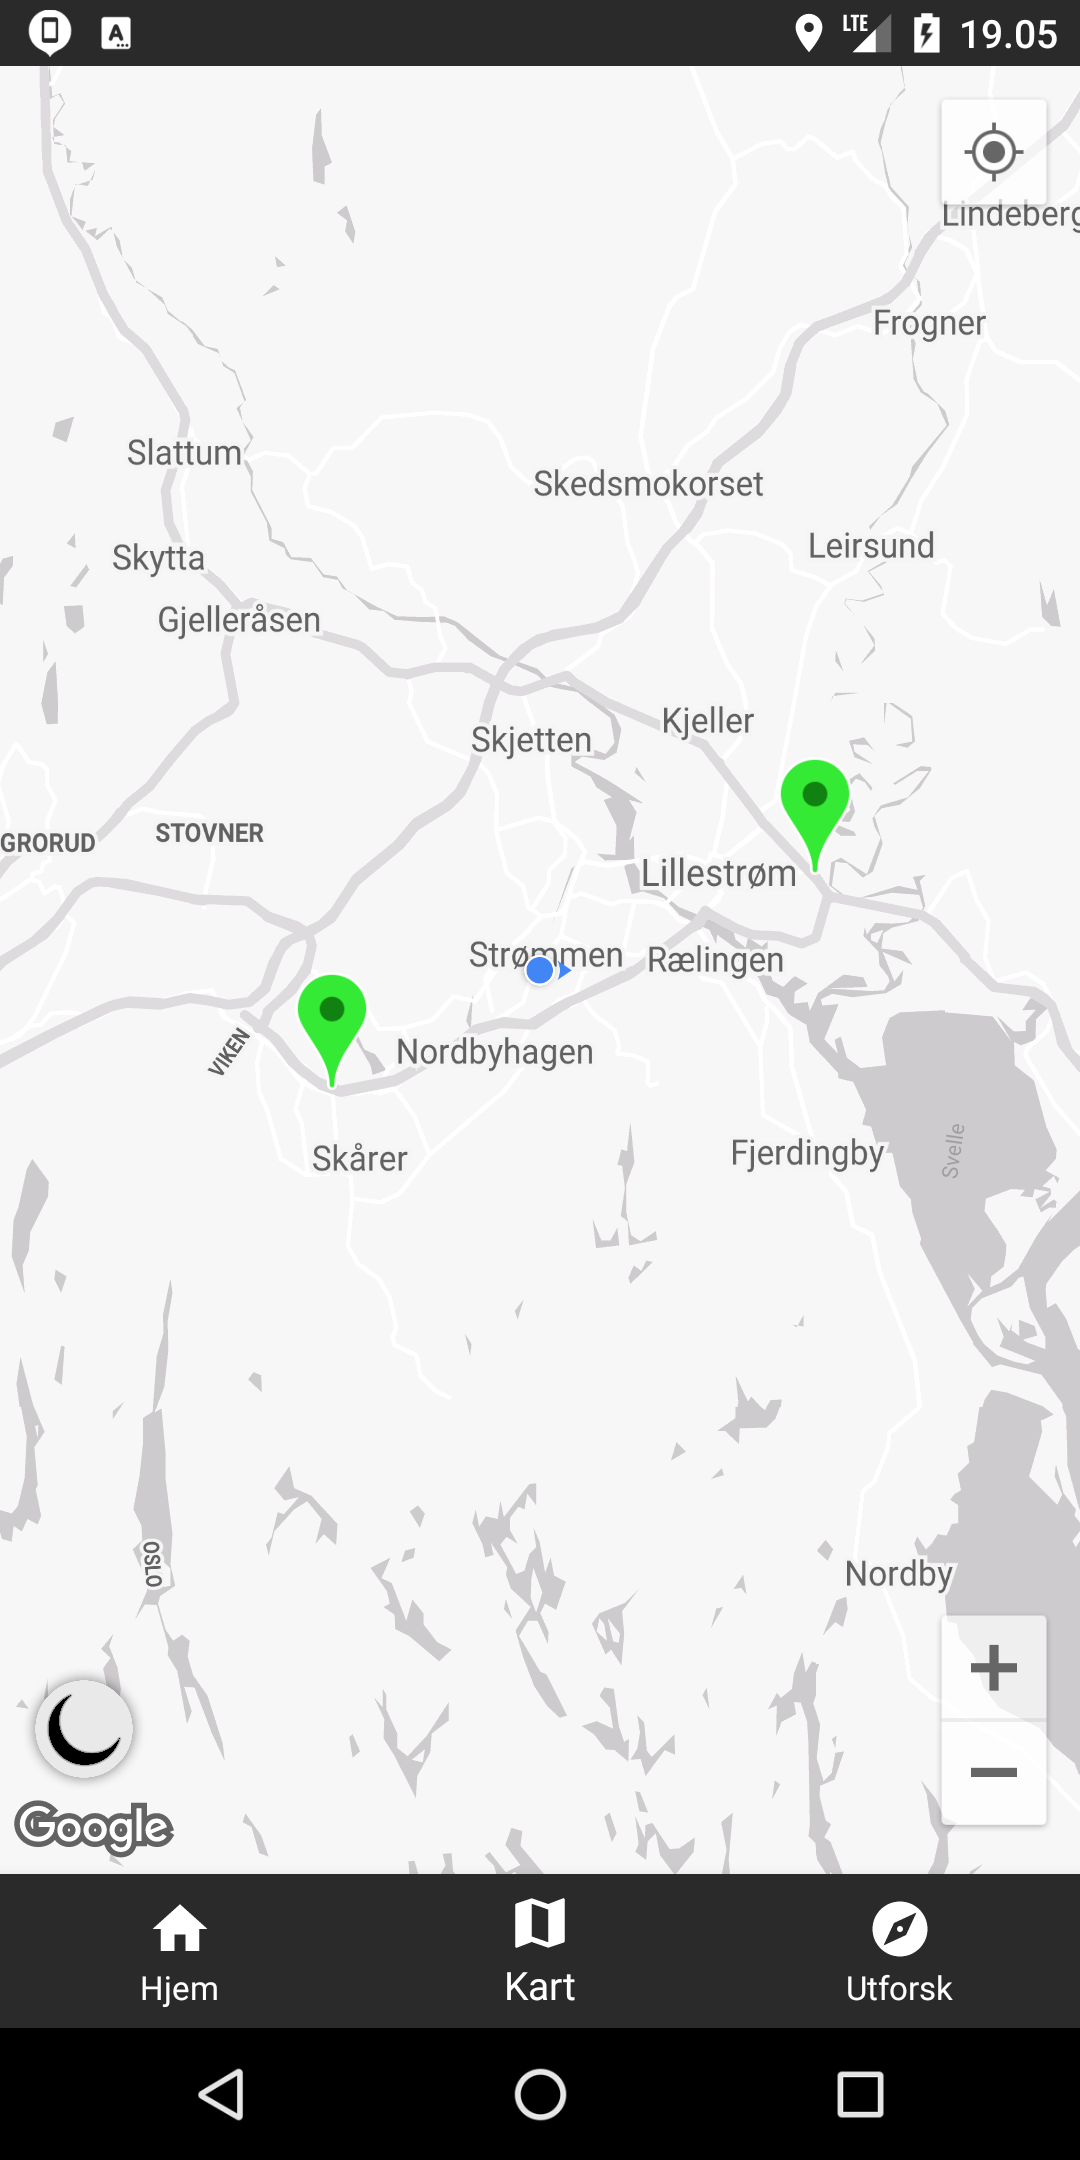 LTE 19.05
Lindeberg
Frogner
Slattum
Skedsmokorset
Skytta
Leirsund
Gjelleråsen
Kjeller
Skjetten
GRORUD
STOVNER
Lillestrøm
Strømmen
Rælingen
VIKEN
Nordbyhagen
Skårer
Fjerdingby
Svelle
OSLO
Nordby
Google
Hjem
Kart
Utforsk